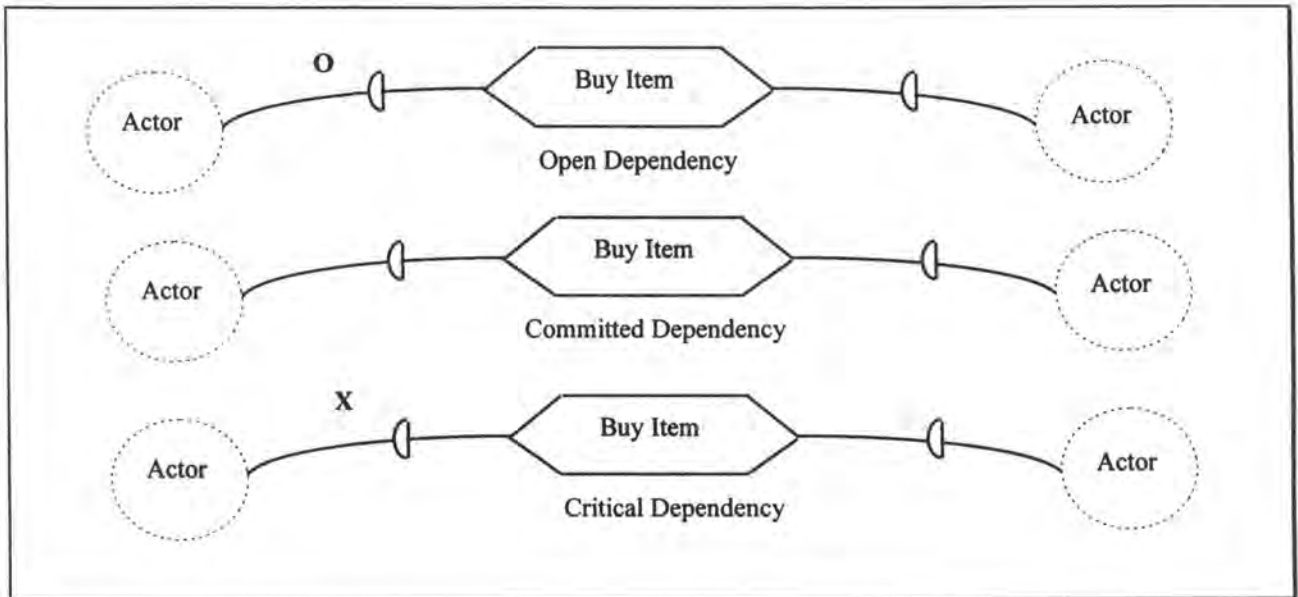 O
Actor
Buy Item
Actor
Open Dependency
Actor
Buy Item
Actor
Committed Dependency
X
Actor
Buy Item
Actor
Critical Dependency